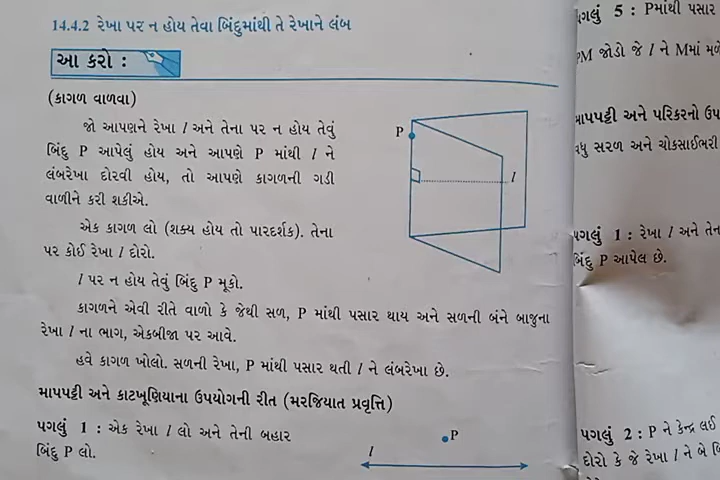 14.4.2 રેખા પર ન હોય તેવા બિંદુમાંથી તે રેખાને લંબ
આ કરો :
(કાગળ વાળવા)
જો આપણને રેખા l અને તેના પર ન હોય તેવું
બિંદુ P આપેલું હોય અને આપણે P માંથી l ને
લંબરેખા દોરવી હોય, તો આપણે કાગળની ગડી
વાળીને કરી શકીએ.
એક કાગળ લો (શક્ય હોય તો પારદર્શક). તેના
પર કોઈ રેખા l દોરો.
l પર ન હોય તેવું બિંદુ P મૂકો.
P
l
કાગળને એવી રીતે વાળો કે જેથી સળ, P માંથી પસાર થાય અને સળની બંને બાજુના
રેખા l ના ભાગ, એકબીજા પર આવે.
હવે કાગળ ખોલો. સળની રેખા, P માંથી પસાર થતી l ને લંબરેખા છે.
માપપટ્ટી અને કાટખૂણિયાના ઉપયોગની રીત (મરજિયાત પ્રવૃત્તિ)
પગલું 1 : એક રેખા l લો અને તેની બહાર
બિંદુ P લો.
P
l
પગલું 5 : Pમાંથી પસાર
PM જોડો જે l ને Mમાં
માપપટ્ટી અને પરિકરનો
વધુ સરળ અને ચોકસાઈભરી
પગલું 1 : રેખા l અને
બિંદુ P આપેલ છે.
પગલું 2 : P ને કેન્દ્ર લઈ
દોરો કે જે રેખા l ને બે